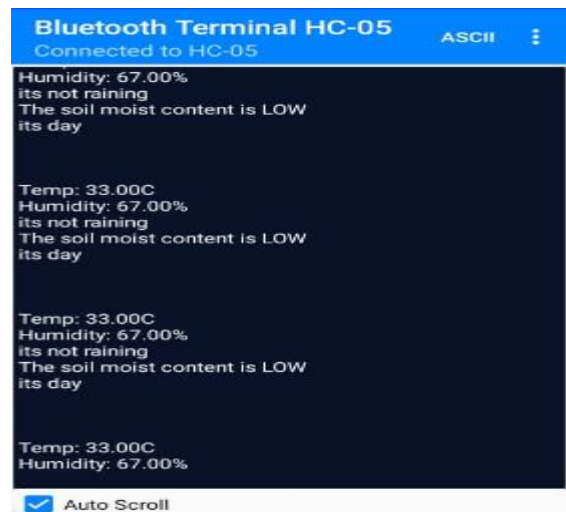 Bluetooth Terminal HC-05
ASCII
Connected to HC-05
Humidity: 67.00%
its not raining
The soil moist content is LOW
its day
Temp: 33.00C
Humidity: 67.00%
its not raining
The soil moist content is LOW
its day
Temp: 33.00C
Humidity: 67.00%
its not raining
The soil moist content is LOW
its day
Temp: 33.00C
Humidity: 67.00%
Auto Scroll